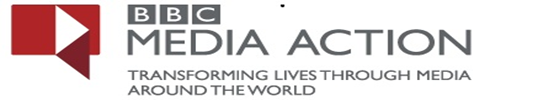 BBC
MEDIA ACTION
TRANSFORMING LIVES THROUGH MEDIA
AROUND THE WORLD